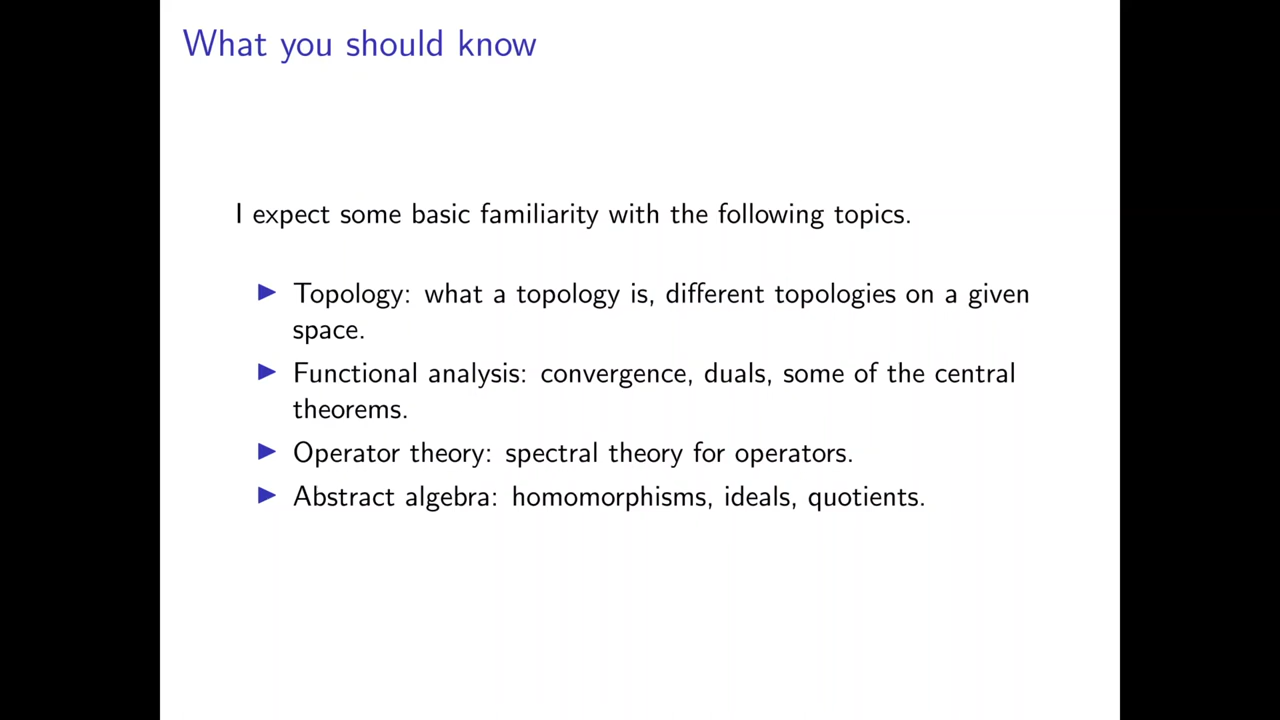 What you should know
I expect some basic familiarity with the following topics.
▶ Topology: what a topology is, different topologies on a given
space.
▶ Functional analysis: convergence, duals, some of the central
theorems.
▶ Operator theory: spectral theory for operators.
▶ Abstract algebra: homomorphisms, ideals, quotients.